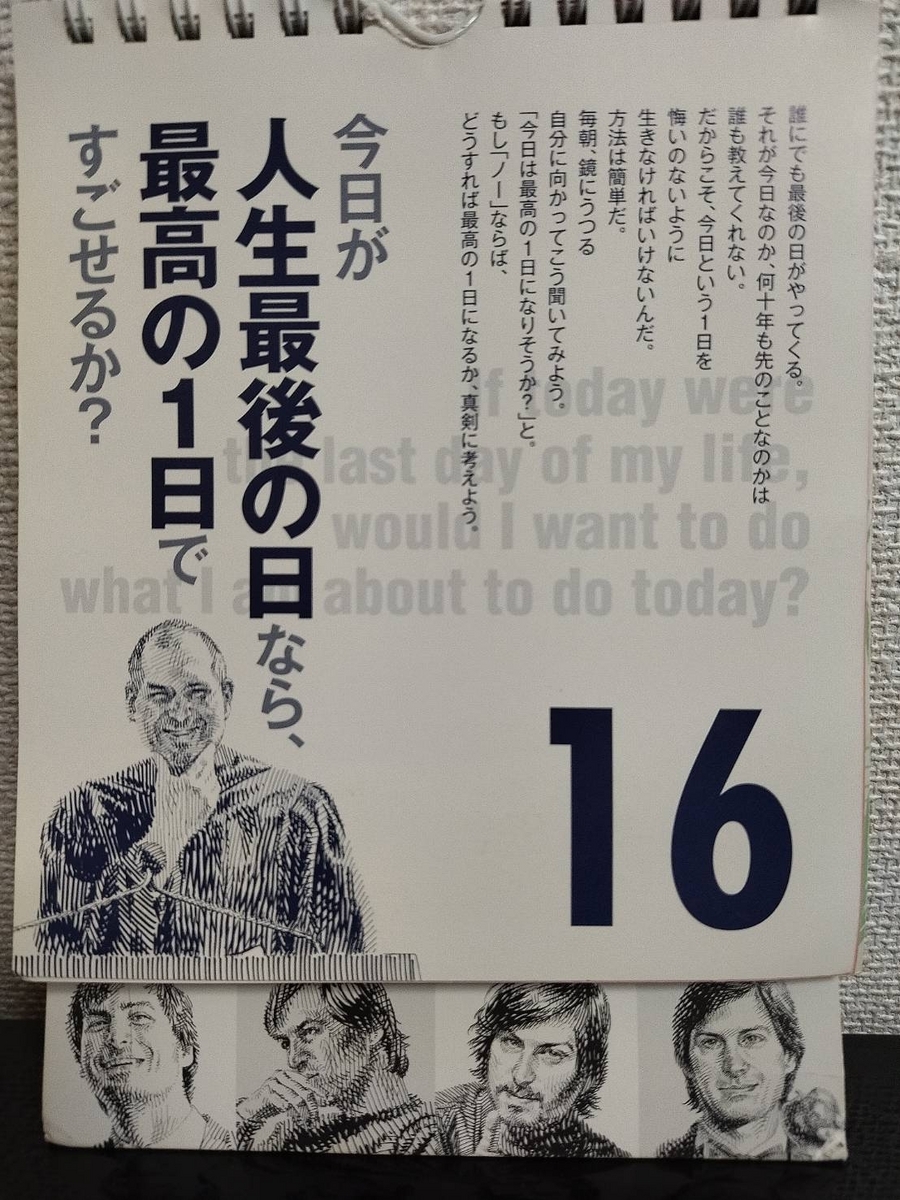 誰にでも最後の日がやってくる。
それが今日なのか、何十年も先のことなのかは
誰も教えてくれない。
だからこそ、今日という1日を
悔いのないように
生きなければいけないんだ。
方法は簡単だ。
毎朝、鏡にうつる
自分に向かってこう聞いてみよう。
「今日は最高の1日になりそうか?」と。
もし「ノー」ならば、
どうすれば最高の1日になるか、真剣に考えよう。
今日が
人生最後の日なら、
最高の1日で
すごせるか?
If today were
the last day of my life,
would I want to do
what I am about to do today?
16